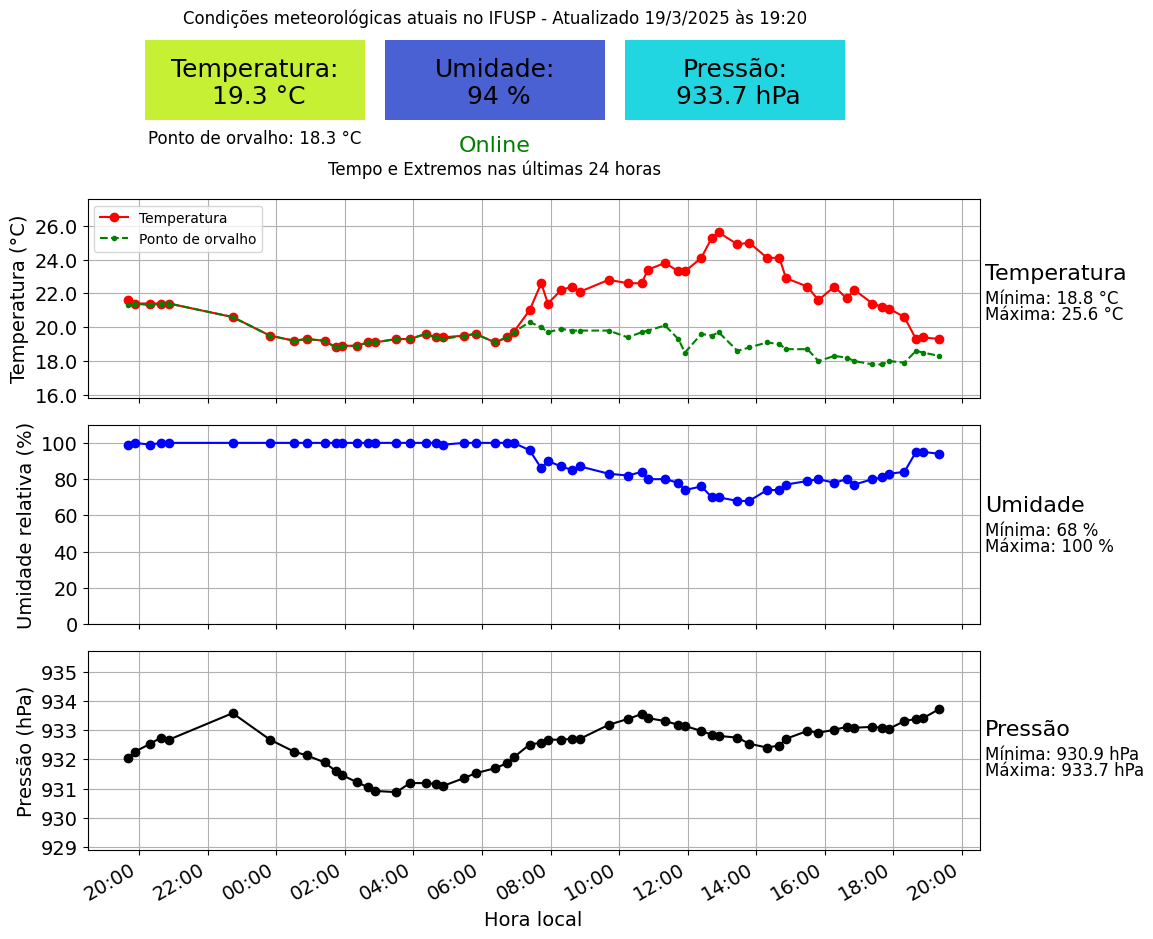 Condições meteorológicas atuais no IFUSP - Atualizado 19/3/2025 às 19:20
Temperatura:
19.3 °C
Umidade:
94 %
Pressão:
933.7 hPa
Ponto de orvalho: 18.3 °C
Online
Tempo e Extremos nas últimas 24 horas
Temperatura (°C)
26.0
24.0
22.0
20.0
18.0
16.0
Temperatura
Ponto de orvalho
Temperatura
Mínima: 18.8 °C
Máxima: 25.6 °C
Umidade relativa (%)
100
80
60
40
20
0
Umidade
Mínima: 68 %
Máxima: 100 %
Pressão (hPa)
935
934
933
932
931
930
929
Pressão
Mínima: 930.9 hPa
Máxima: 933.7 hPa
20:00 22:00 00:00 02:00 04:00 06:00 08:00 10:00 12:00 14:00 16:00 18:00 20:00
Hora local